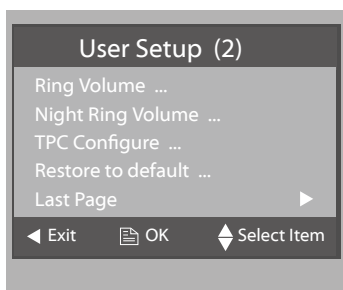 User Setup (2)
Ring Volume ...
Night Ring Volume ...
TPC Configure ...
Restore to default ...
Last Page
Exit OK Select Item